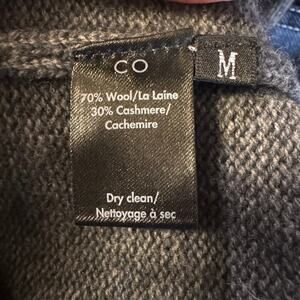 CO
M
70% Wool/La Laine
30% Cashmere/
Cachemire
Dry clean/
Nettoyage à sec